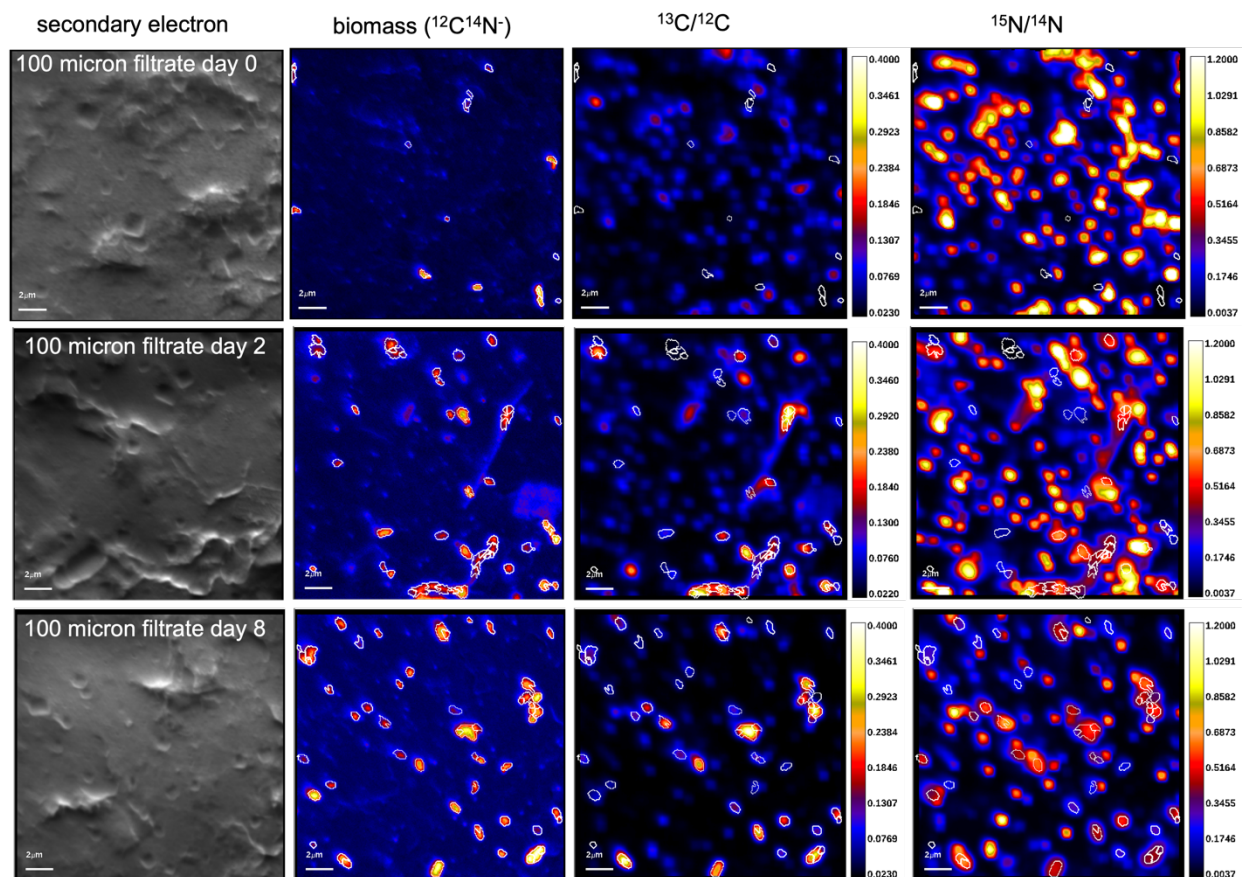 secondary electron
biomass (¹²C¹⁴N⁻)
¹³C/¹²C
¹⁵N/¹⁴N
100 micron filtrate day 0
2µm
2µm
2µm
0.4000
0.3461
0.2923
0.2384
0.1846
0.1307
0.0769
0.0230
2µm
1.2000
1.0291
0.8582
0.6873
0.5164
0.3455
0.1746
0.0037
100 micron filtrate day 2
2µm
2µm
2µm
0.4000
0.3460
0.2920
0.2380
0.1840
0.1300
0.0760
0.0220
2µm
1.2000
1.0291
0.8582
0.6873
0.5164
0.3455
0.1746
0.0037
100 micron filtrate day 8
2µm
2µm
2µm
0.4000
0.3461
0.2923
0.2384
0.1846
0.1307
0.0769
0.0230
2µm
1.2000
1.0291
0.8582
0.6873
0.5164
0.3455
0.1746
0.0037